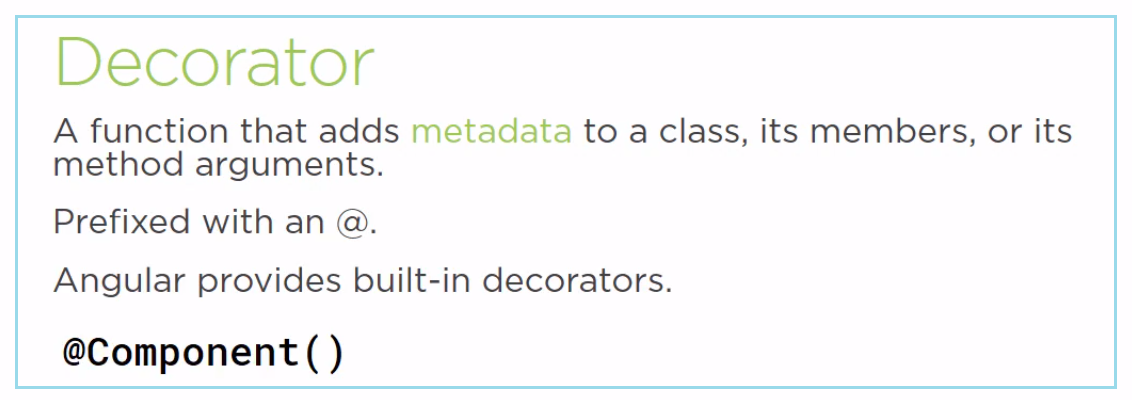 Decorator
A function that adds metadata to a class, its members, or its
method arguments.
Prefixed with an @.
Angular provides built-in decorators.
@Component()